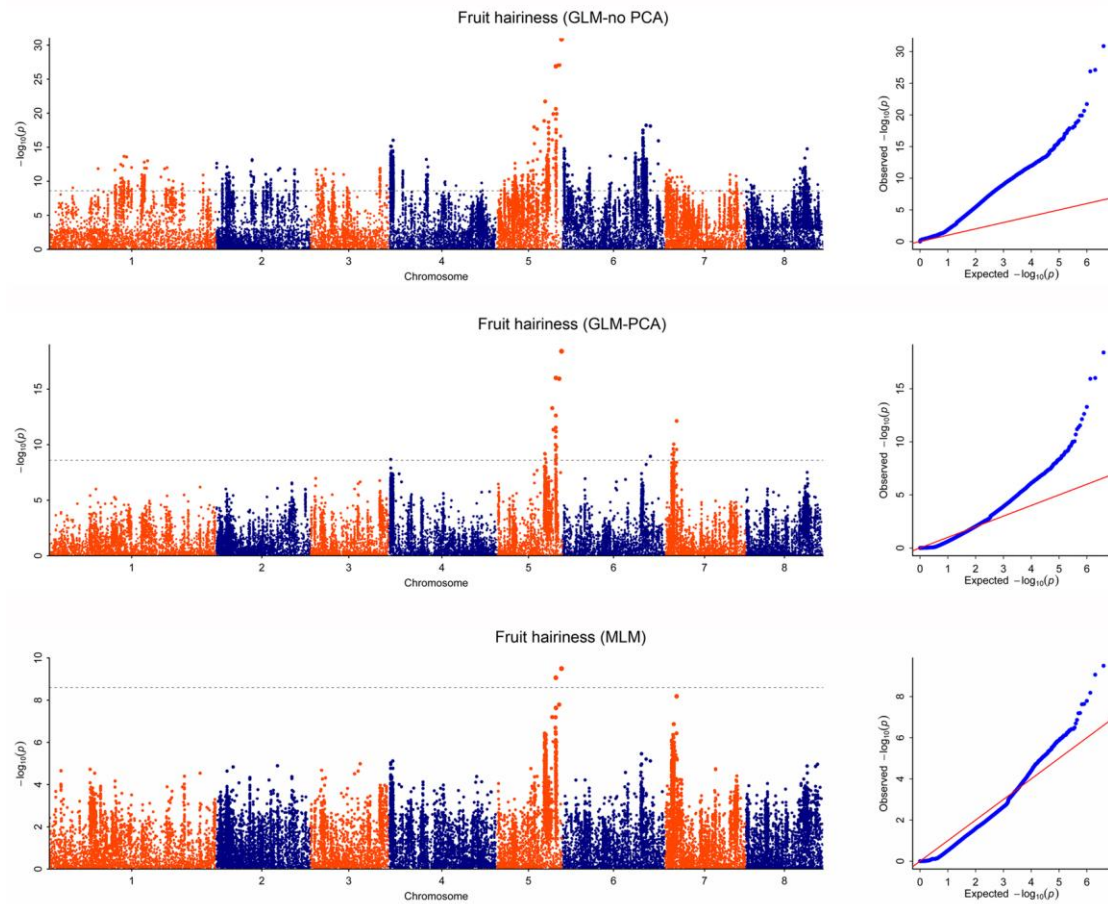 Fruit hairiness (GLM-no PCA)
−log10(p)
30
25
20
15
10
5
0
1 2 3 4 5 6 7 8
Chromosome
Observed −log10(p)
30
25
20
15
10
5
0
0 1 2 3 4 5 6
Expected −log10(p)
Fruit hairiness (GLM-PCA)
−log10(p)
15
10
5
0
1 2 3 4 5 6 7 8
Chromosome
Observed −log10(p)
15
10
5
0
0 1 2 3 4 5 6
Expected −log10(p)
Fruit hairiness (MLM)
−log10(p)
10
8
6
4
2
0
1 2 3 4 5 6 7 8
Chromosome
Observed −log10(p)
8
6
4
2
0
0 1 2 3 4 5 6
Expected −log10(p)